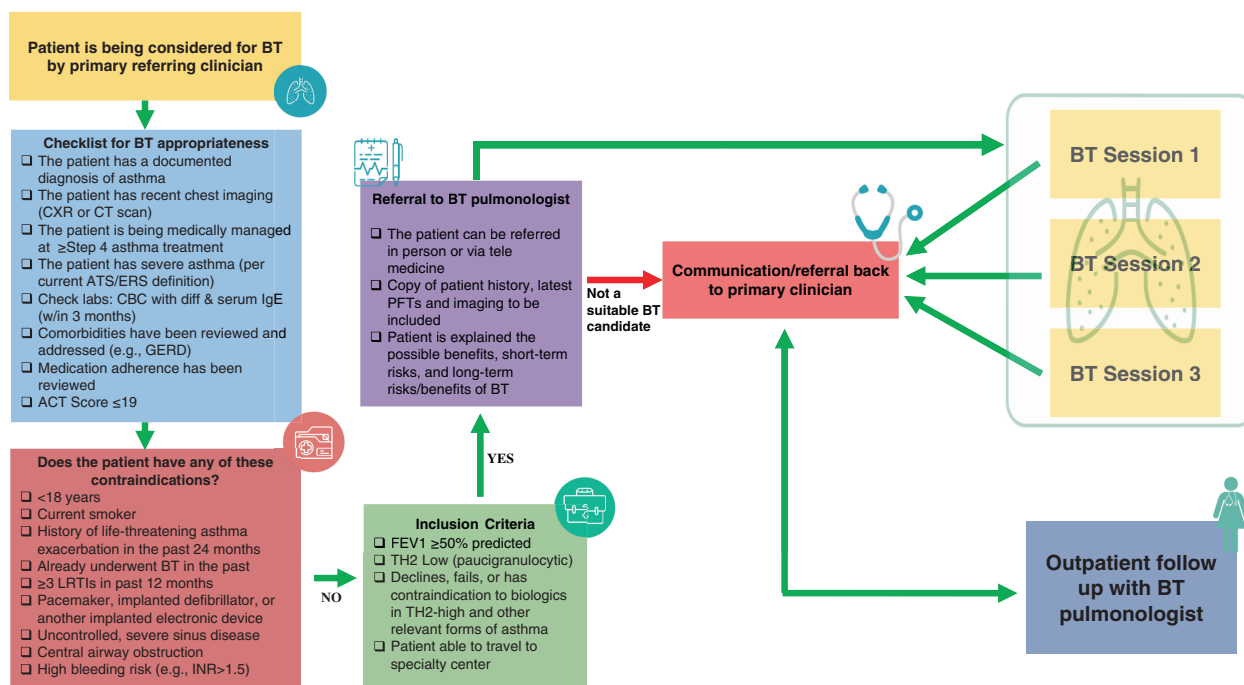 Patient is being considered for BT
by primary referring clinician
Checklist for BT appropriateness
❑ The patient has a documented
diagnosis of asthma
❑ The patient has recent chest imaging
(CXR or CT scan)
❑ The patient is being medically managed
at ≥Step 4 asthma treatment
❑ The patient has severe asthma (per
current ATS/ERS definition)
❑ Check labs: CBC with diff & serum IgE
(w/in 3 months)
❑ Comorbidities have been reviewed and
addressed (e.g., GERD)
❑ Medication adherence has been
reviewed
❑ ACT Score ≤19
Does the patient have any of these
contraindications?
❑ <18 years
❑ Current smoker
❑ History of life-threatening asthma
exacerbation in the past 24 months
❑ Already underwent BT in the past
❑ ≥3 LRTIs in past 12 months
❑ Pacemaker, implanted defibrillator, or
another implanted electronic device
❑ Uncontrolled, severe sinus disease
❑ Central airway obstruction
❑ High bleeding risk (e.g., INR>1.5)
NO
Inclusion Criteria
❑ FEV1 ≥50% predicted
❑ TH2 Low (paucigranulocytic)
❑ Declines, fails, or has
contraindication to biologics
in TH2-high and other
relevant forms of asthma
❑ Patient able to travel to
specialty center
YES
Referral to BT pulmonologist
❑ The patient can be referred
in person or via tele
medicine
❑ Copy of patient history, latest
PFTs and imaging to be
included
❑ Patient is explained the
possible benefits, short-term
risks, and long-term
risks/benefits of BT
Not a
suitable BT
candidate
Communication/referral back
to primary clinician
BT Session 1
BT Session 2
BT Session 3
Outpatient follow
up with BT
pulmonologist